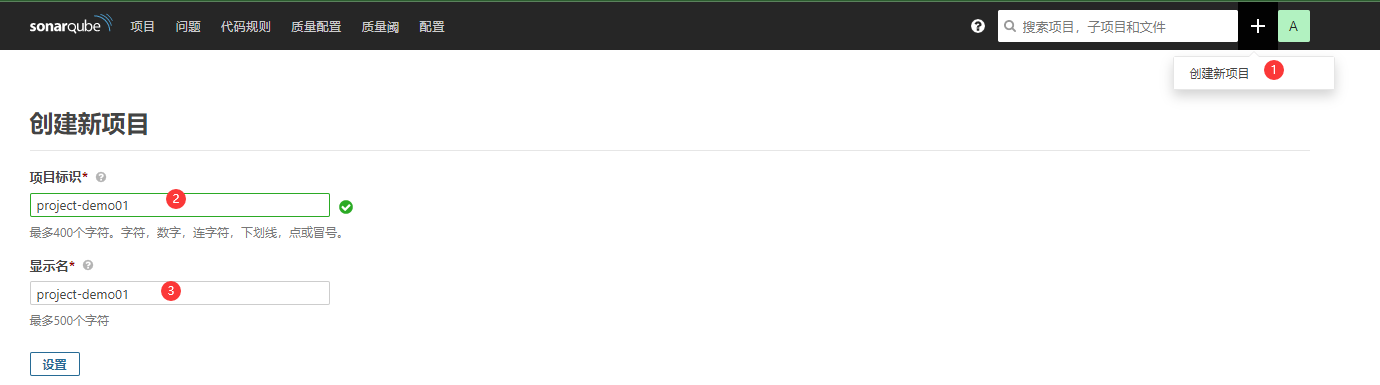 sonarqube 项目 问题 代码规则 质量配置 质量阈 配置 ? 搜索项目，子项目和文件 + A
创建新项目 1
创建新项目
项目标识* ?
project-demo01 2
最多400个字符。字符，数字，连字符，下划线，点或冒号。
显示名* ?
project-demo01 3
最多500个字符
设置